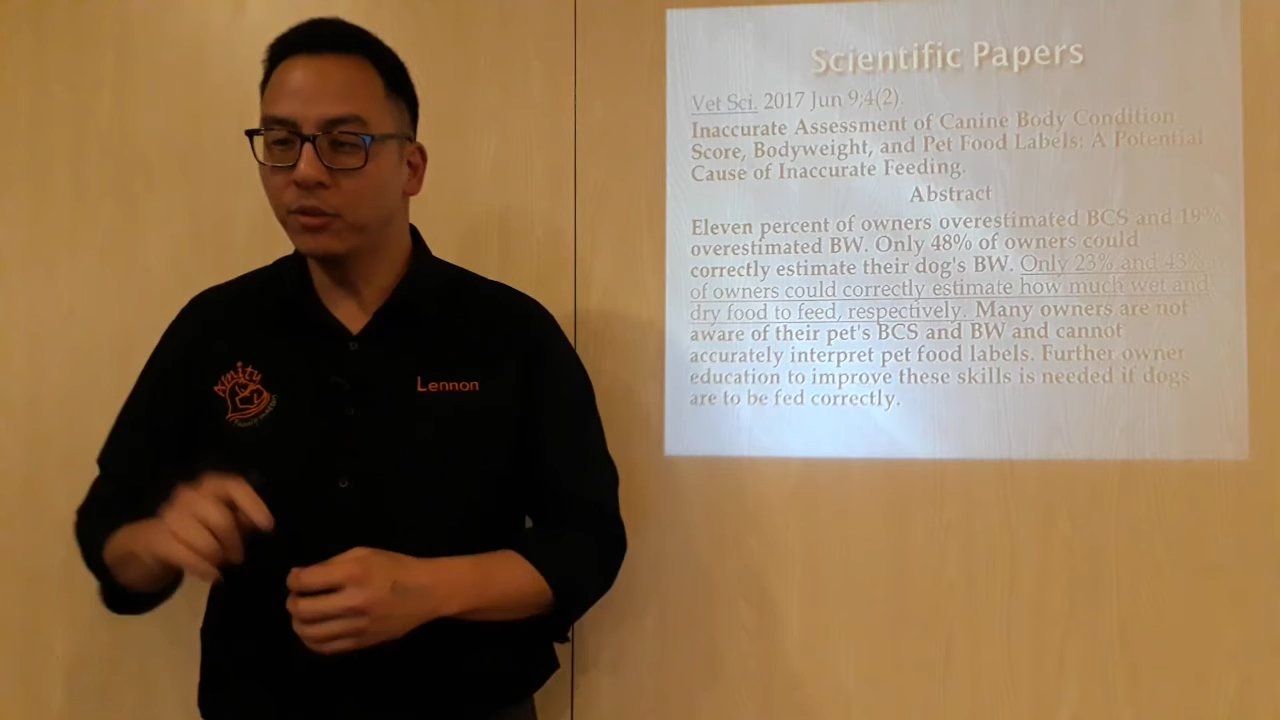 Scientific Papers
Vet Sci. 2017 Jun 9;4(2).
Inaccurate Assessment of Canine Body Condition
Score, Bodyweight, and Pet Food Labels: A Potential
Cause of Inaccurate Feeding.
Abstract
Eleven percent of owners overestimated BCS and 19%
overestimated BW. Only 48% of owners could
correctly estimate their dog's BW. Only 23% and 43%
of owners could correctly estimate how much wet and
dry food to feed, respectively. Many owners are not
aware of their pet's BCS and BW and cannot
accurately interpret pet food labels. Further owner
education to improve these skills is needed if dogs
are to be fed correctly.
Amity
Lennon